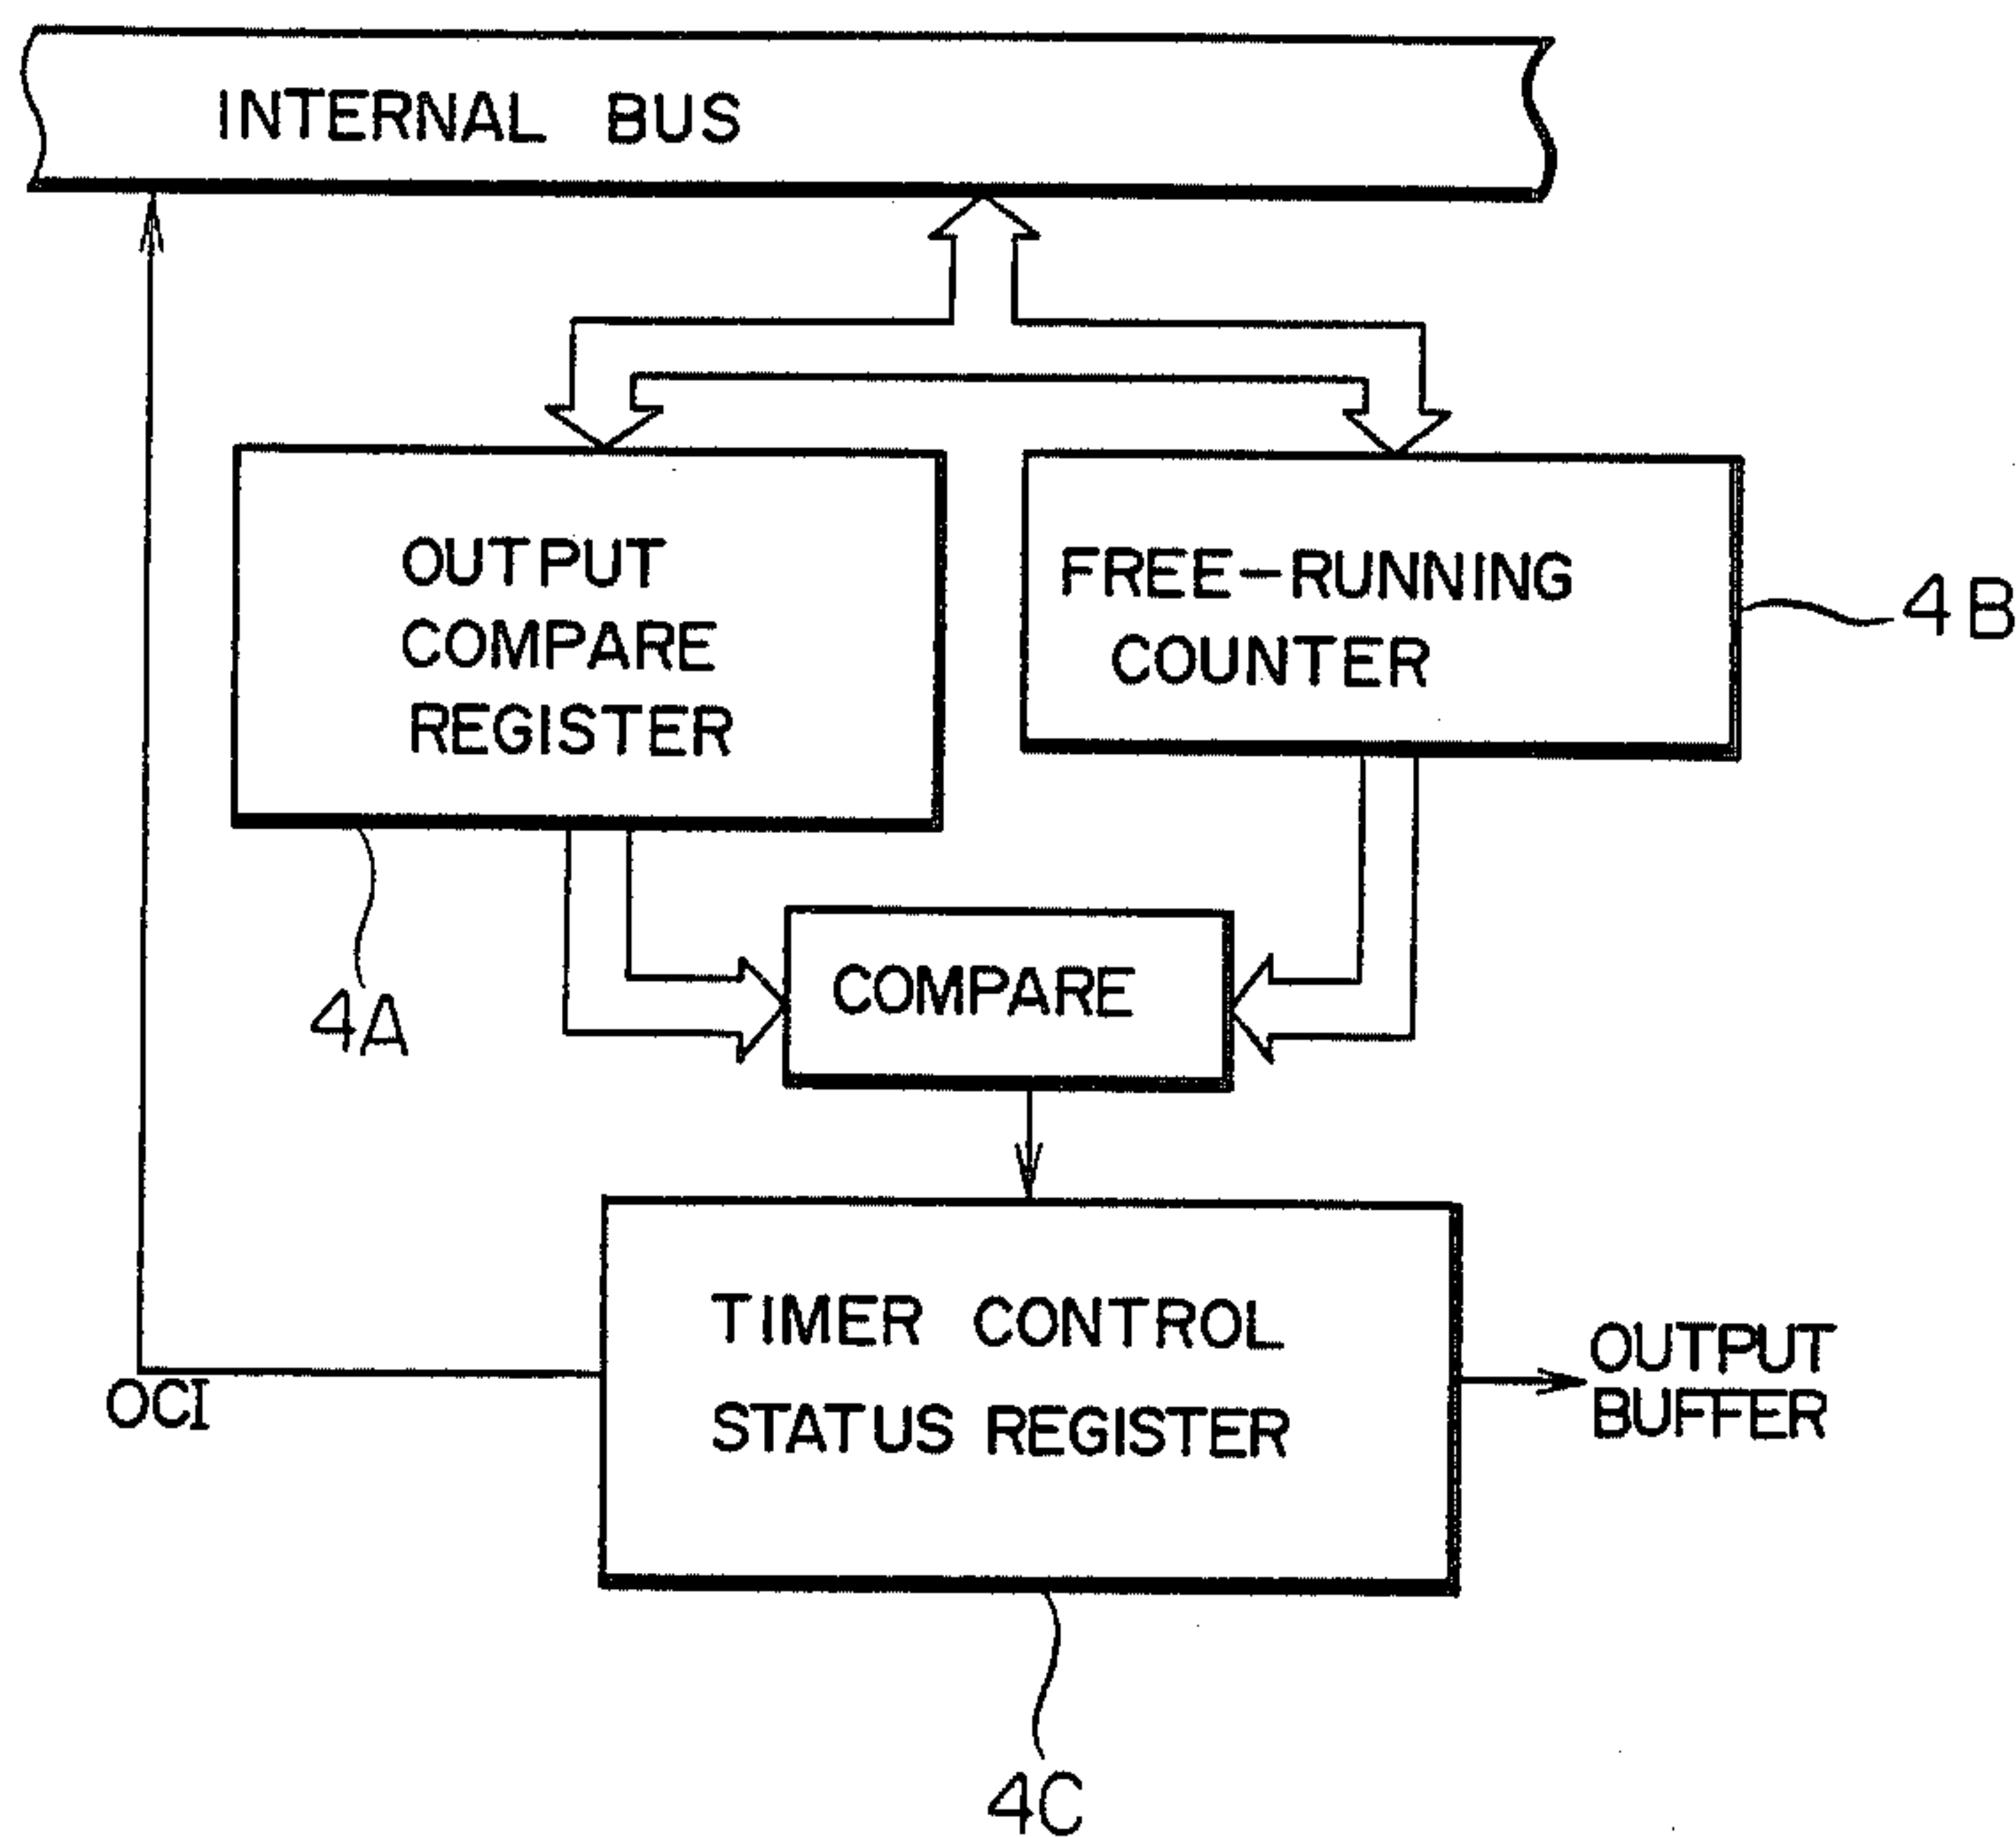 INTERNAL BUS
OUTPUT
COMPARE
REGISTER
FREE-RUNNING
COUNTER
4B
4A
COMPARE
TIMER CONTROL
STATUS REGISTER
OCI
OUTPUT
BUFFER
4C